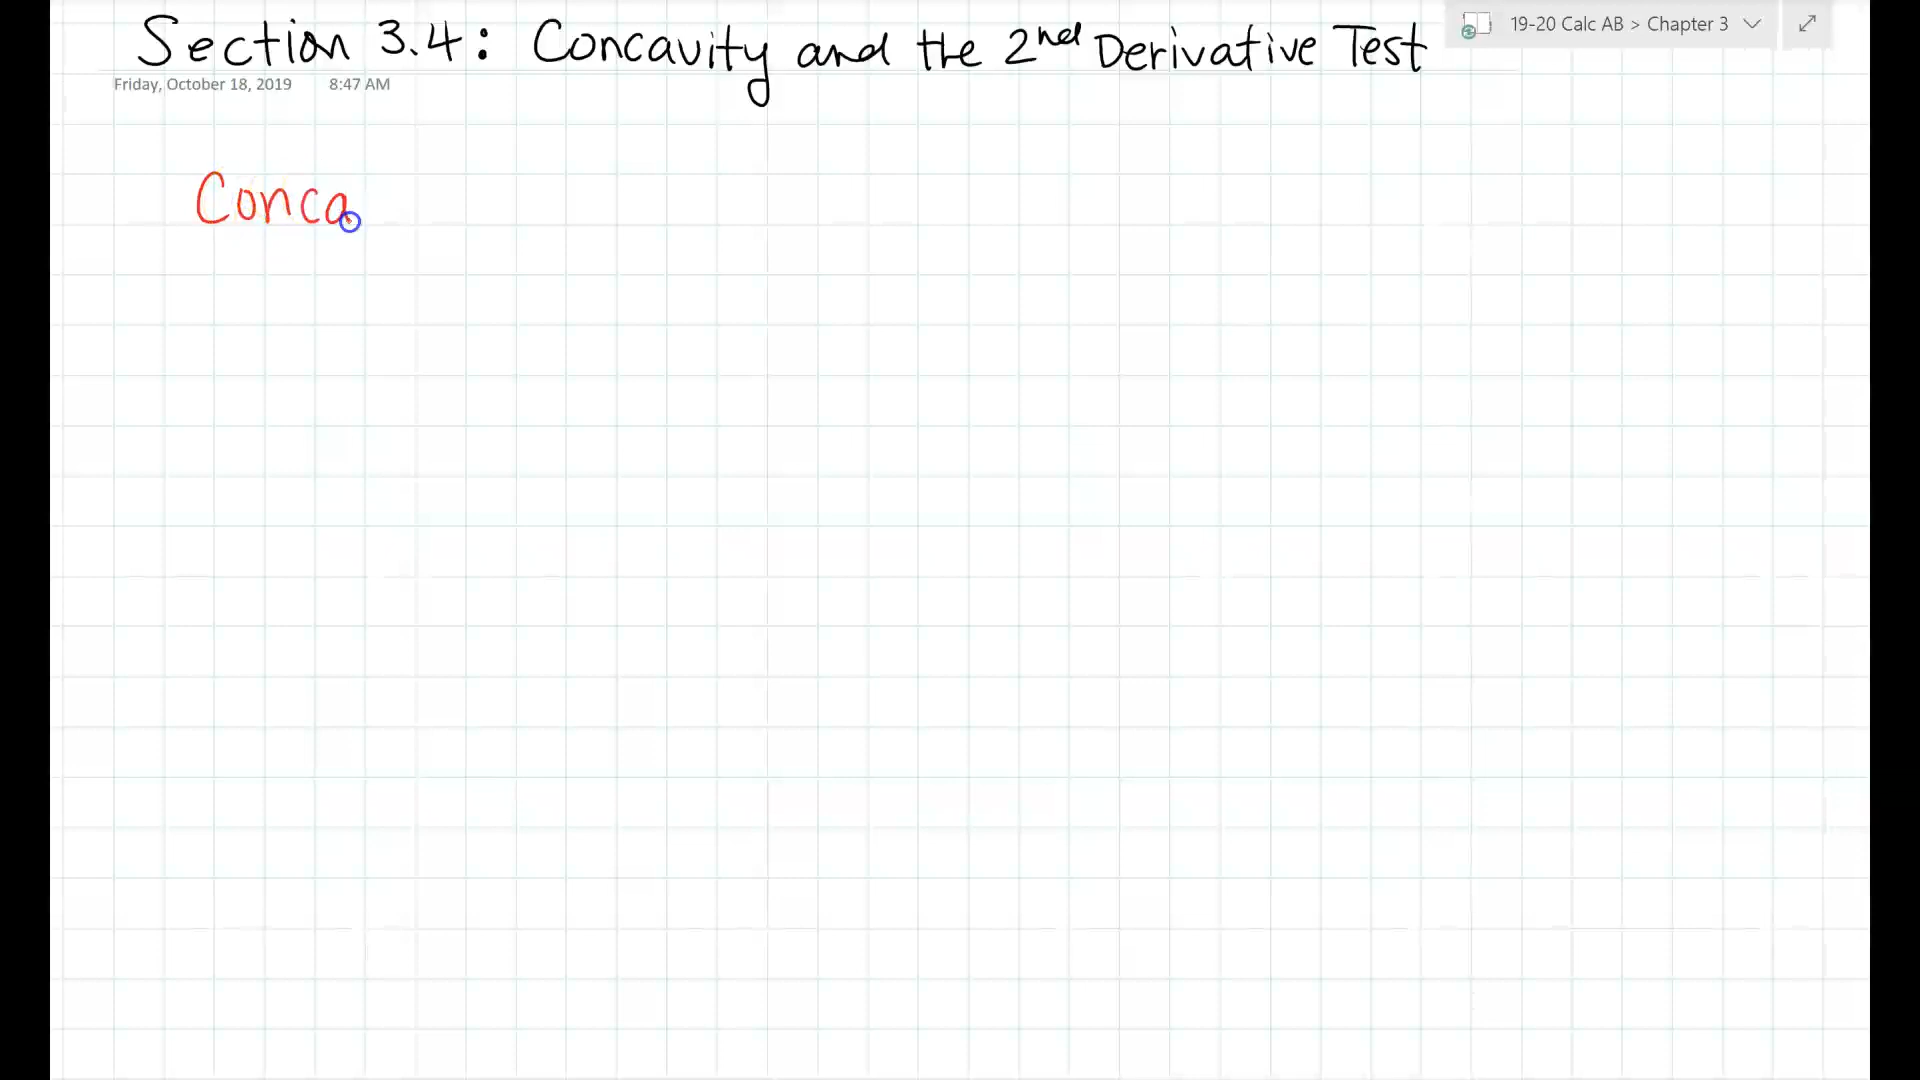 Section 3.4: Concavity and the 2nd Derivative Test
19-20 Calc AB > Chapter 3
Friday, October 18, 2019 8:47 AM
Conca